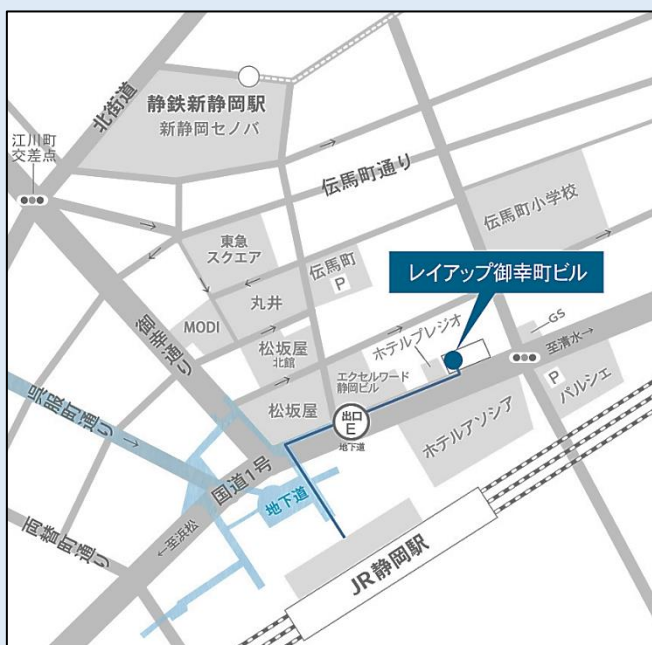 北街道
静鉄新静岡駅
新静岡セノバ
江川町
交差点
伝馬町通り
伝馬町小学校
東急
スクエア
伝馬町
P
レイアップ御幸町ビル
丸井
MODI
御幸通り
松坂屋
北館
ホテルプレジオ
GS
至清水→
エクセルワード
静岡ビル
P
パルシェ
松坂屋
出口
E
地下道
ホテルアソシア
呉服町通り
国道1号
地下道
←至浜松
両替町通り
JR静岡駅